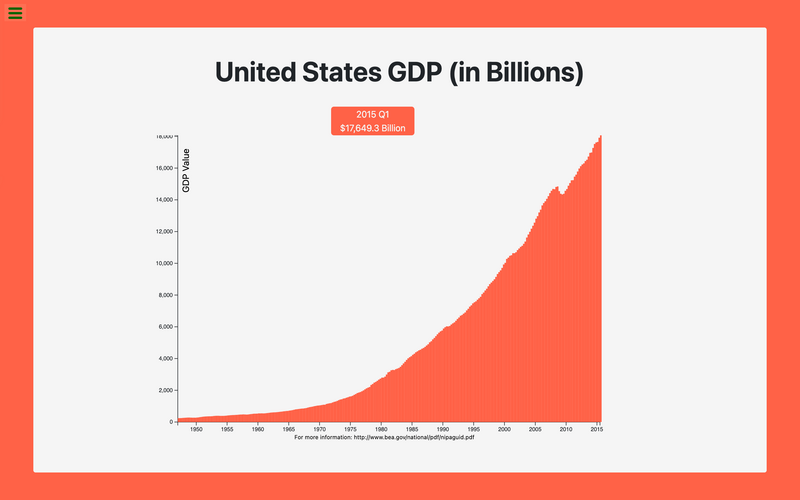 United States GDP (in Billions)
2015 Q1
$17,649.3 Billion
GDP Value
18,000
16,000
14,000
12,000
10,000
8,000
6,000
4,000
2,000
0
1950 1955 1960 1965 1970 1975 1980 1985 1990 1995 2000 2005 2010 2015
For more information: http://www.bea.gov/national/pdf/nipaguid.pdf